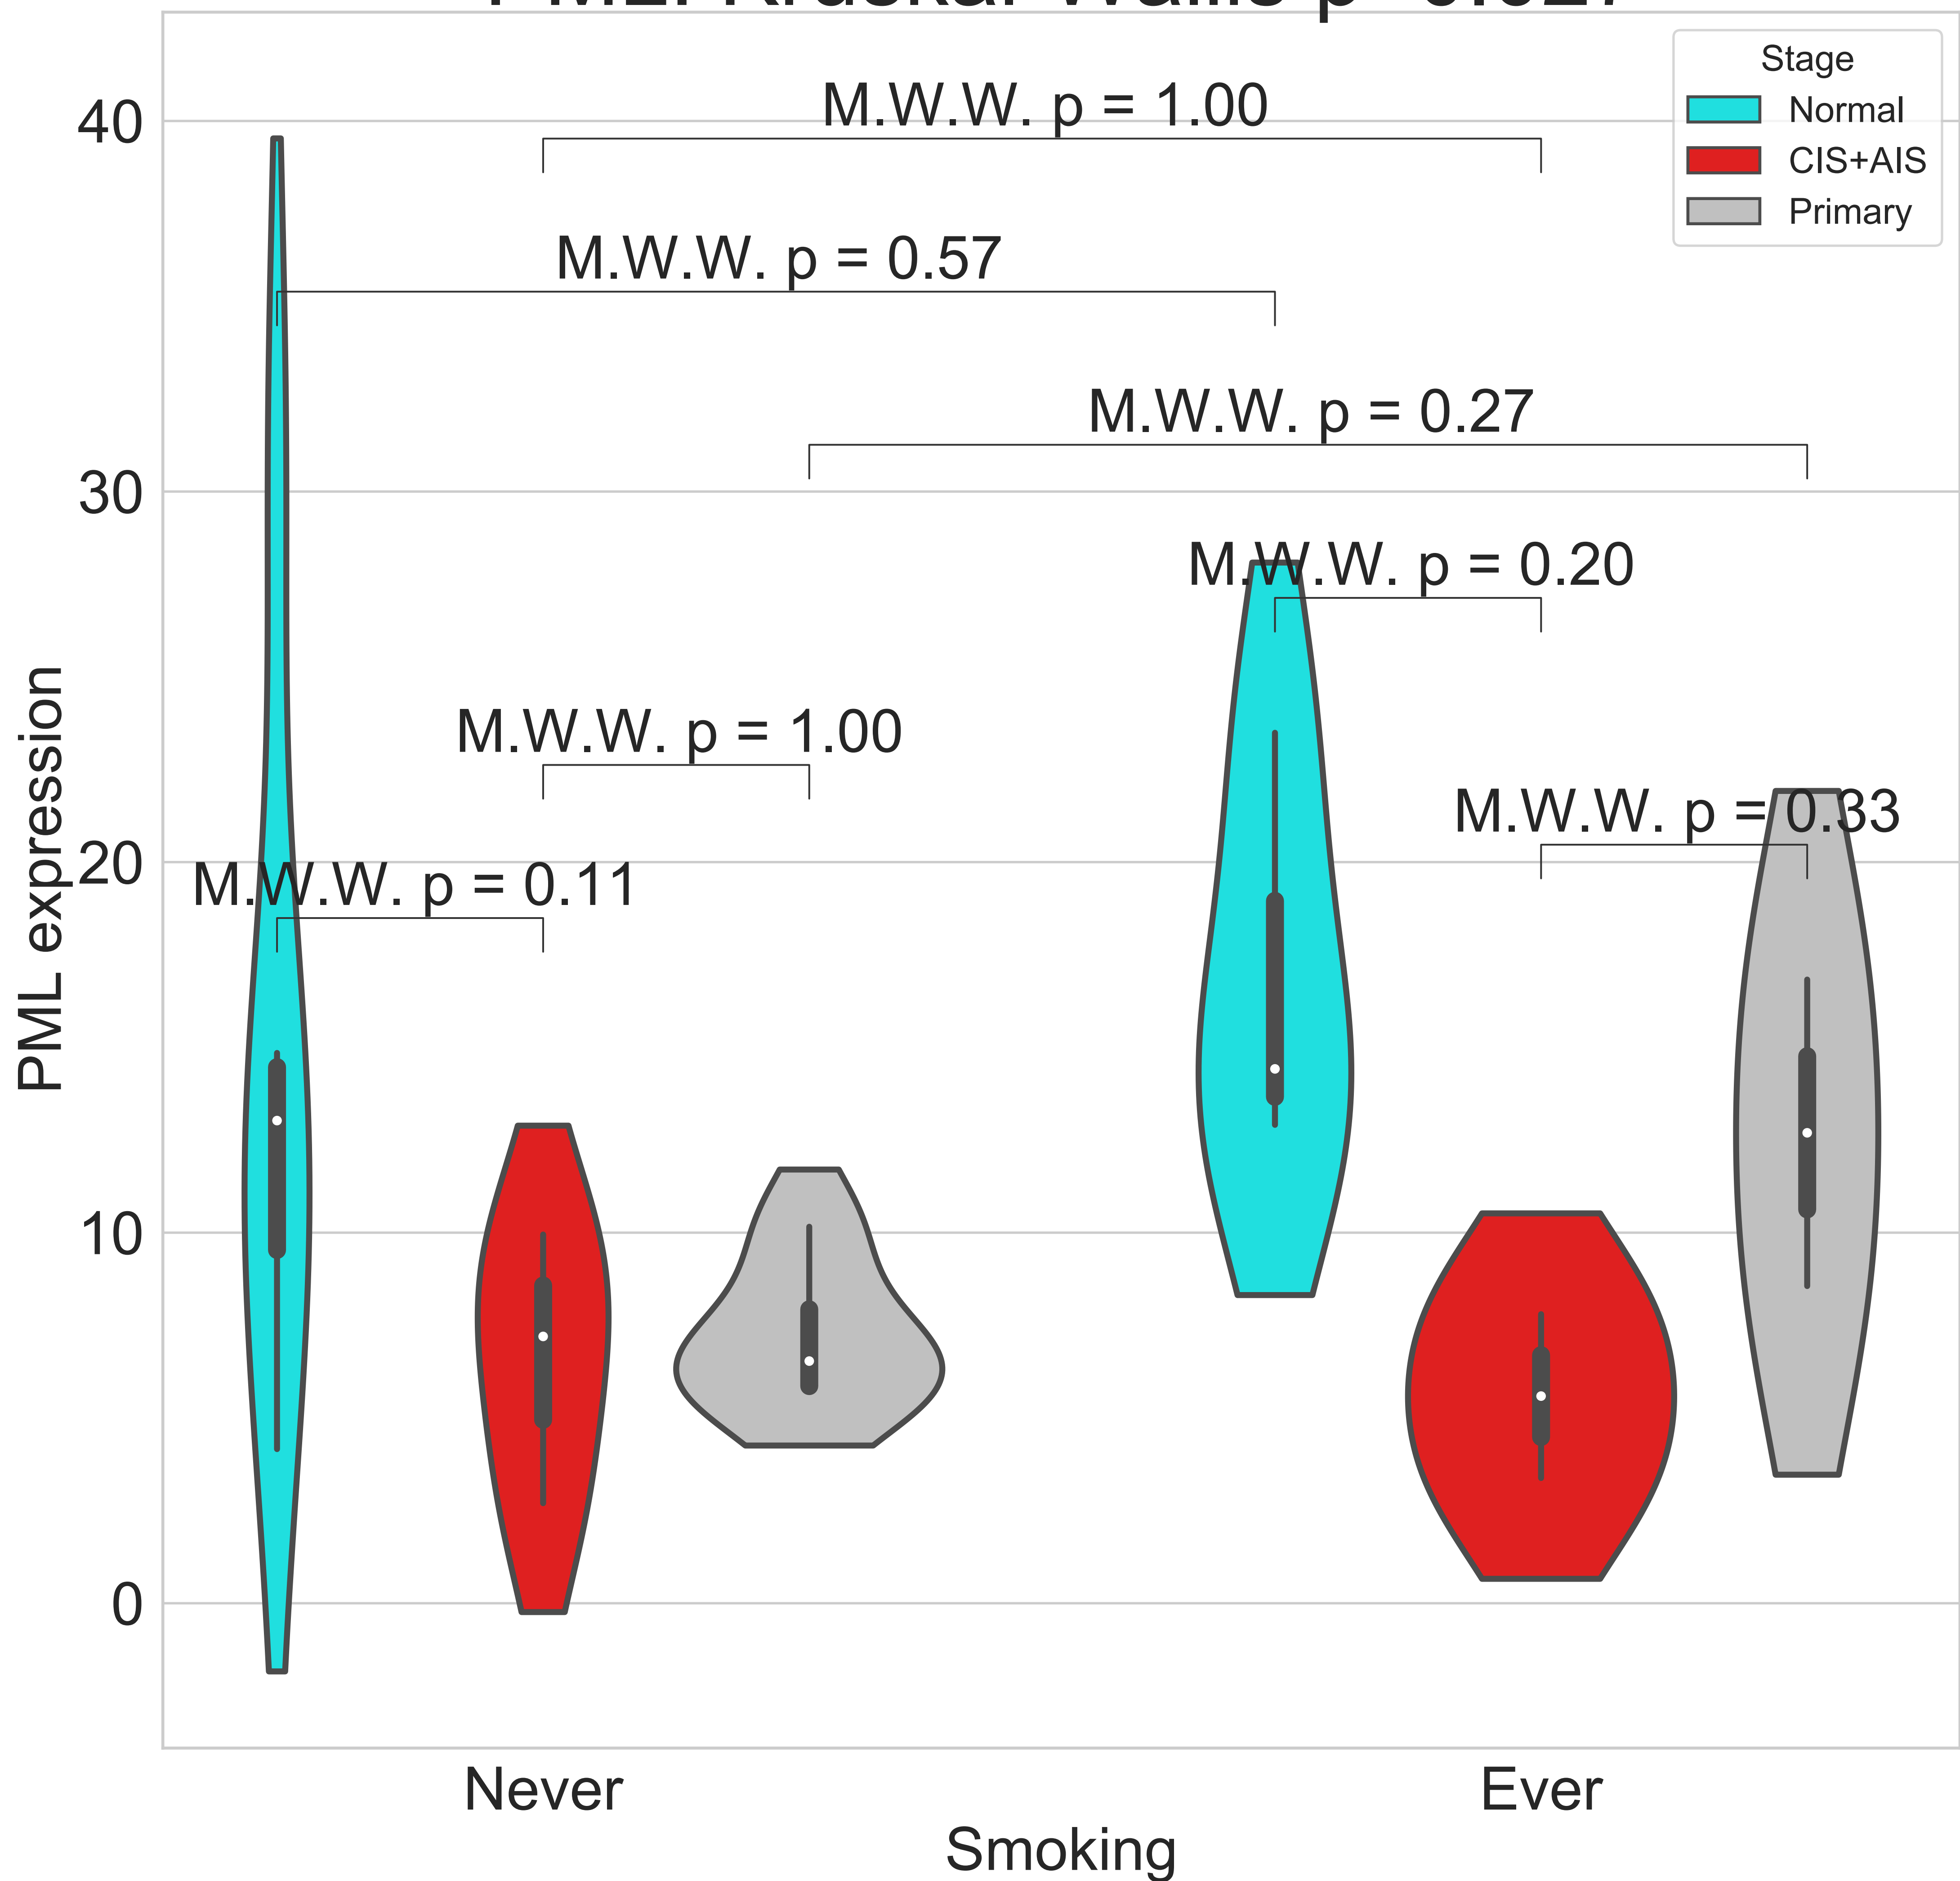 Stage
Normal
CIS+AIS
Primary
M.W.W. p = 1.00
M.W.W. p = 0.57
M.W.W. p = 0.27
M.W.W. p = 0.20
M.W.W. p = 1.00
M.W.W. p = 0.33
M.W.W. p = 0.11
40
30
20
10
0
PML expression
Never
Ever
Smoking